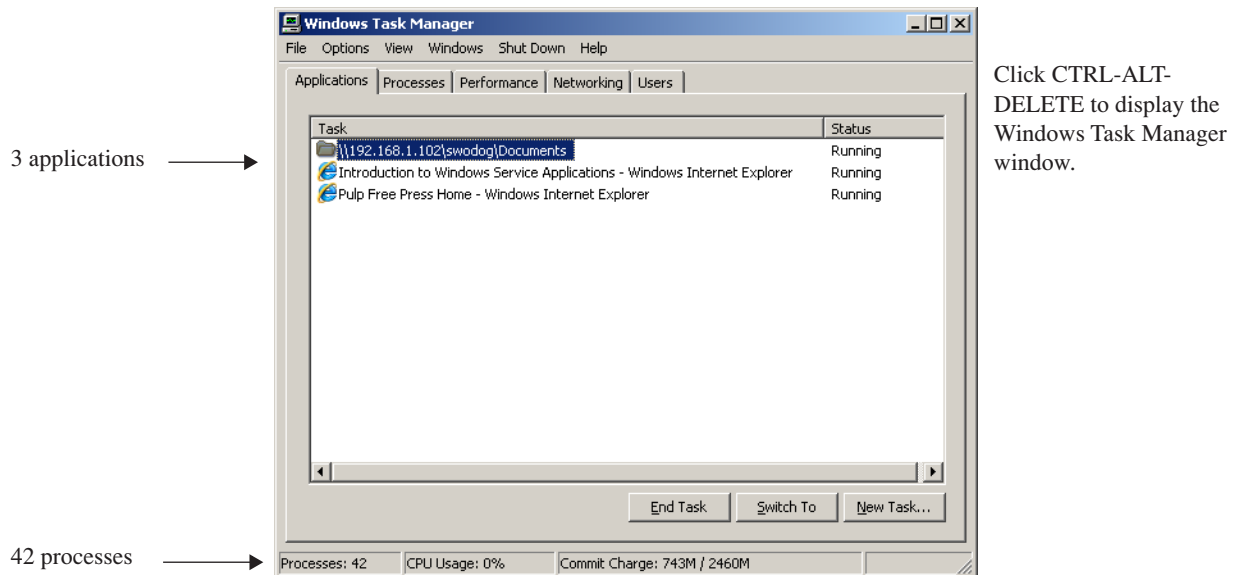 Windows Task Manager
File Options View Windows Shut Down Help
Applications Processes Performance Networking Users
Click CTRL-ALT-
DELETE to display the
Windows Task Manager
window.
Task Status
3 applications
\\192.168.1.102\swodog\Documents Running
Introduction to Windows Service Applications - Windows Internet Explorer Running
Pulp Free Press Home - Windows Internet Explorer Running
End Task Switch To New Task...
42 processes
Processes: 42 CPU Usage: 0% Commit Charge: 743M / 2460M